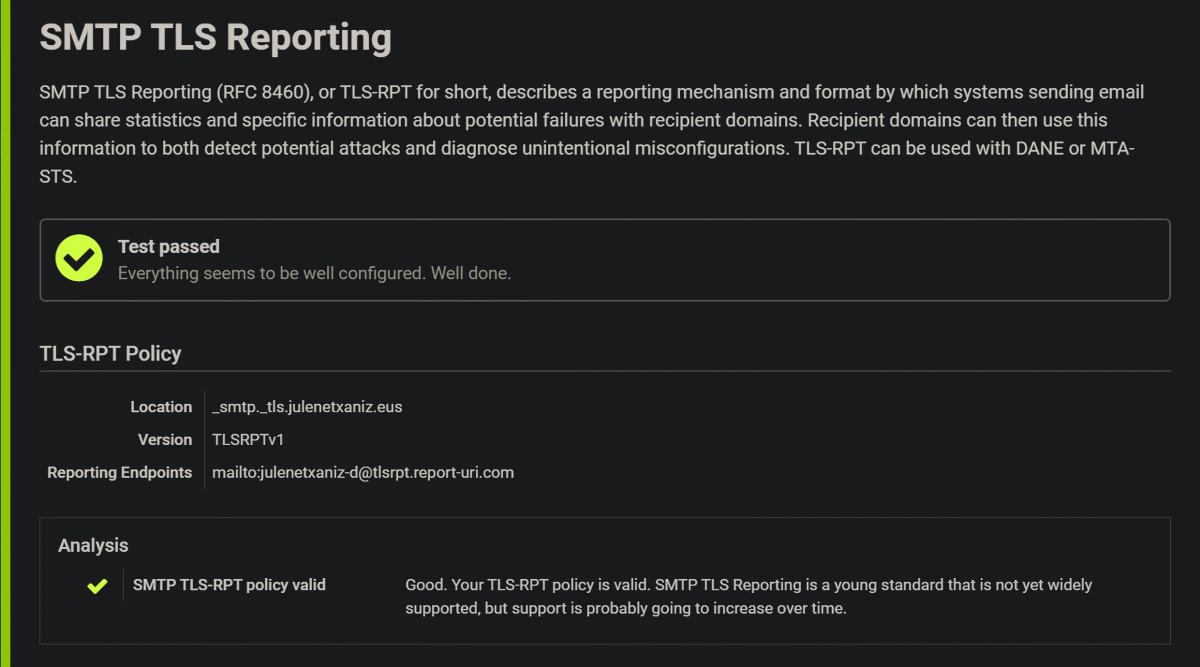 SMTP TLS Reporting
SMTP TLS Reporting (RFC 8460), or TLS-RPT for short, describes a reporting mechanism and format by which systems sending email
can share statistics and specific information about potential failures with recipient domains. Recipient domains can then use this
information to both detect potential attacks and diagnose unintentional misconfigurations. TLS-RPT can be used with DANE or MTA-
STS.
Test passed
Everything seems to be well configured. Well done.
TLS-RPT Policy
Location _smtp._tls.julenetxaniz.eus
Version TLSRPTv1
Reporting Endpoints mailto:julenetxaniz-d@tlsrpt.report-uri.com
Analysis
SMTP TLS-RPT policy valid Good. Your TLS-RPT policy is valid. SMTP TLS Reporting is a young standard that is not yet widely
supported, but support is probably going to increase over time.